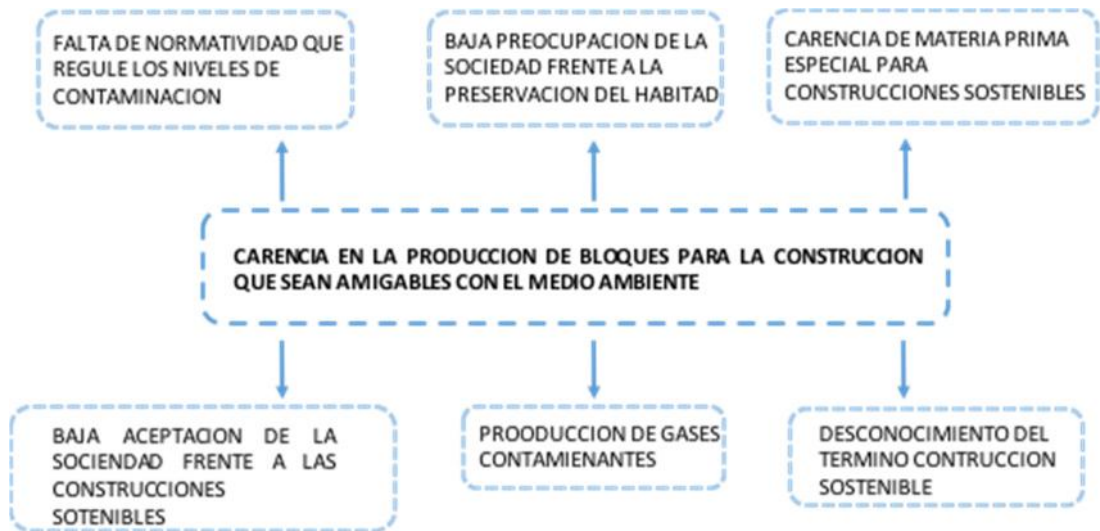 FALTA DE NORMATIVIDAD QUE
REGULE LOS NIVELES DE
CONTAMINACION
BAJA PREOCUPACION DE LA
SOCIEDAD FRENTE A LA
PRESERVACION DEL HABITAD
CARENCIA DE MATERIA PRIMA
ESPECIAL PARA
CONSTRUCCIONES SOSTENIBLES
CARENCIA EN LA PRODUCCION DE BLOQUES PARA LA CONSTRUCCION
QUE SEAN AMIGABLES CON EL MEDIO AMBIENTE
BAJA ACEPTACION DE LA
SOCIENDAD FRENTE A LAS
CONSTRUCCIONES
SOTENIBLES
PROODUCCION DE GASES
CONTAMIENANTES
DESCONOCIMIENTO DEL
TERMINO CONTRUCCION
SOSTENIBLE